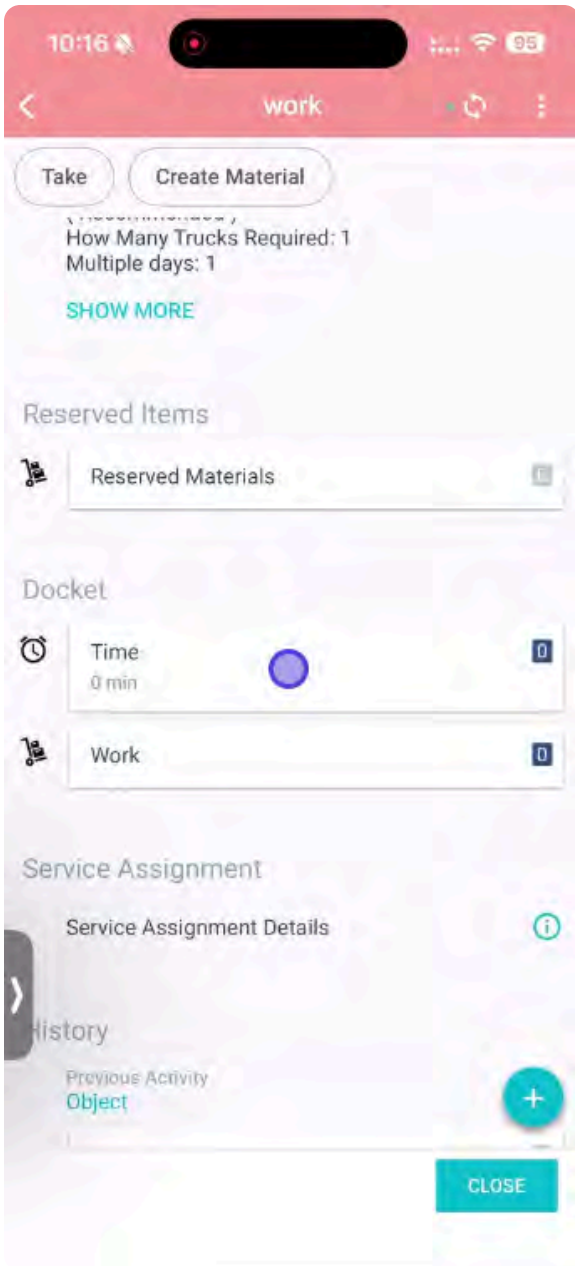 10:16
95
work
Take
Create Material
How Many Trucks Required: 1
Multiple days: 1
SHOW MORE
Reserved Items
Reserved Materials
Docket
Time
0
0 min
Work
0
Service Assignment
Service Assignment Details
History
Previous Activity
Object
+
CLOSE